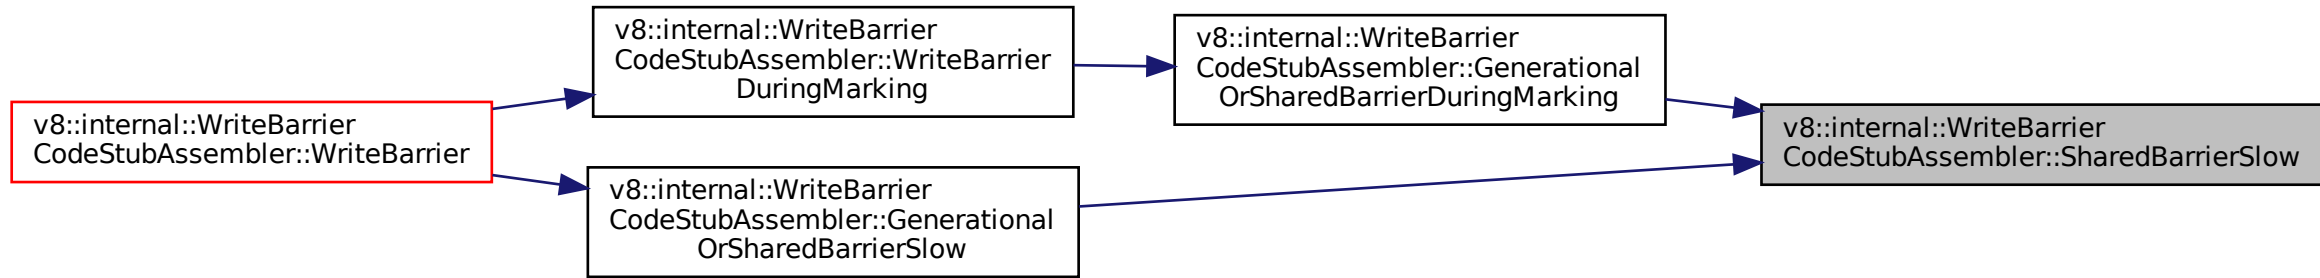 v8::internal::WriteBarrier
CodeStubAssembler::WriteBarrier
v8::internal::WriteBarrier
CodeStubAssembler::WriteBarrier
DuringMarking
v8::internal::WriteBarrier
CodeStubAssembler::Generational
OrSharedBarrierSlow
v8::internal::WriteBarrier
CodeStubAssembler::Generational
OrSharedBarrierDuringMarking
v8::internal::WriteBarrier
CodeStubAssembler::SharedBarrierSlow